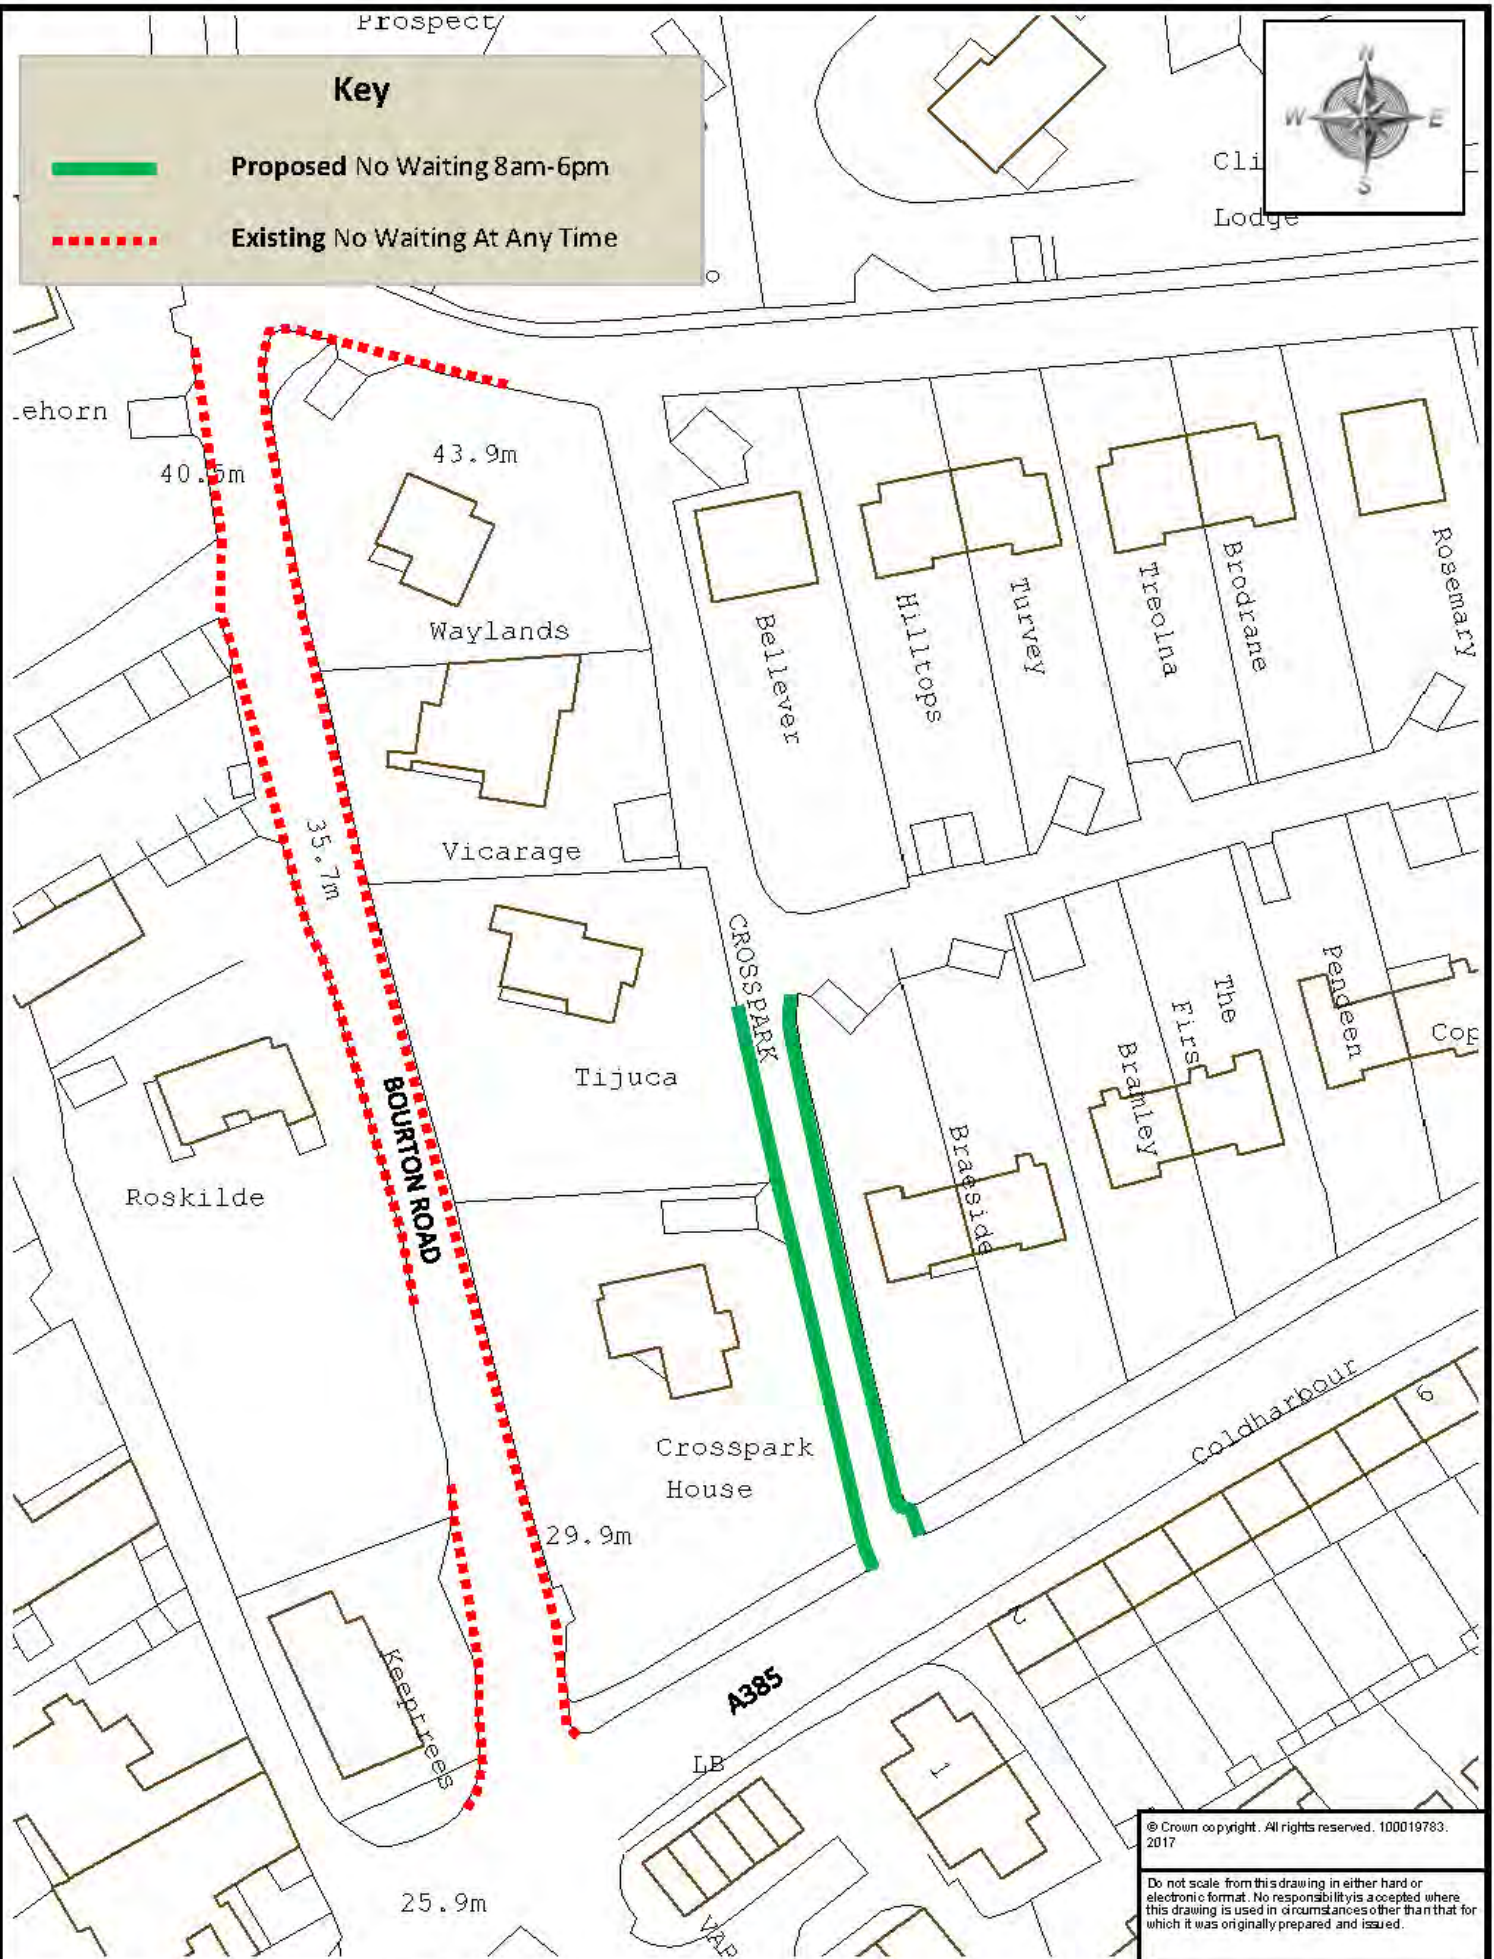 Prospect
Key
Proposed No Waiting 8am-6pm
Existing No Waiting At Any Time
N
W
E
S
Cli
Lodge
ehorn
40.5m
43.9m
Waylands
Bellever
Hilltops
Turvey
Treolna
Brodrane
Rosemary
35.7m
Vicarage
CROSSPARK
Tijuca
The
Firs
Pendeen
Cop
Bramley
Braeside
BOURTON ROAD
Roskilde
Crosspark
House
Coldharbour
9
29.9m
2
Keeptrees
A385
LB
1
25.9m
© Crown copyright. All rights reserved. 100019783.
2017
Do not scale from this drawing in either hard or
electronic format. No responsibility is accepted where
this drawing is used in circumstances other than that for
which it was originally prepared and issued.